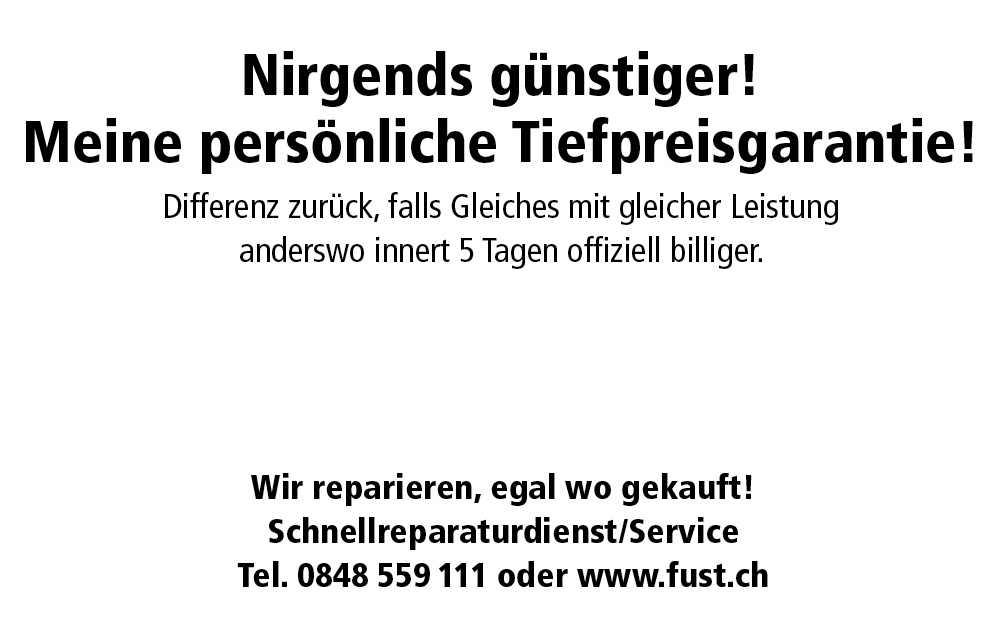 Nirgends günstiger!
Meine persönliche Tiefpreisgarantie!
Differenz zurück, falls Gleiches mit gleicher Leistung
anderswo innert 5 Tagen offiziell billiger.
Wir reparieren, egal wo gekauft!
Schnellreparaturdienst/Service
Tel. 0848 559 111 oder www.fust.ch